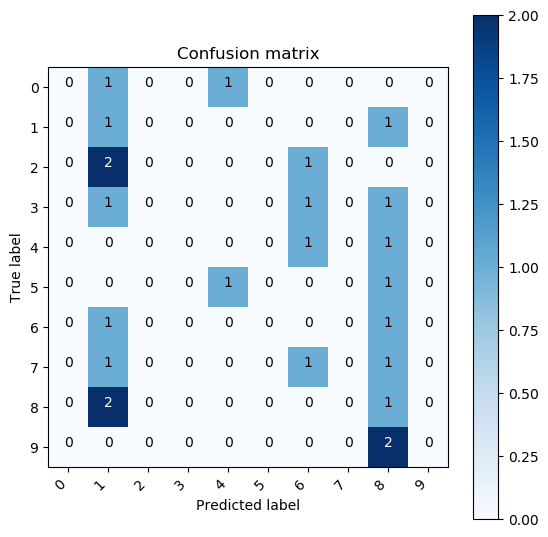 Confusion matrix
0 0 1 0 0 1 0 0 0 0 0
1 0 1 0 0 0 0 0 0 1 0
2 0 2 0 0 0 0 1 0 0 0
3 0 1 0 0 0 0 1 0 1 0
4 0 0 0 0 0 0 1 0 1 0
5 0 0 0 0 1 0 0 0 1 0
6 0 1 0 0 0 0 0 0 1 0
7 0 1 0 0 0 0 1 0 1 0
8 0 2 0 0 0 0 0 0 1 0
9 0 0 0 0 0 0 0 0 2 0
0 1 2 3 4 5 6 7 8 9
True label
Predicted label
2.00
1.75
1.50
1.25
1.00
0.75
0.50
0.25
0.00